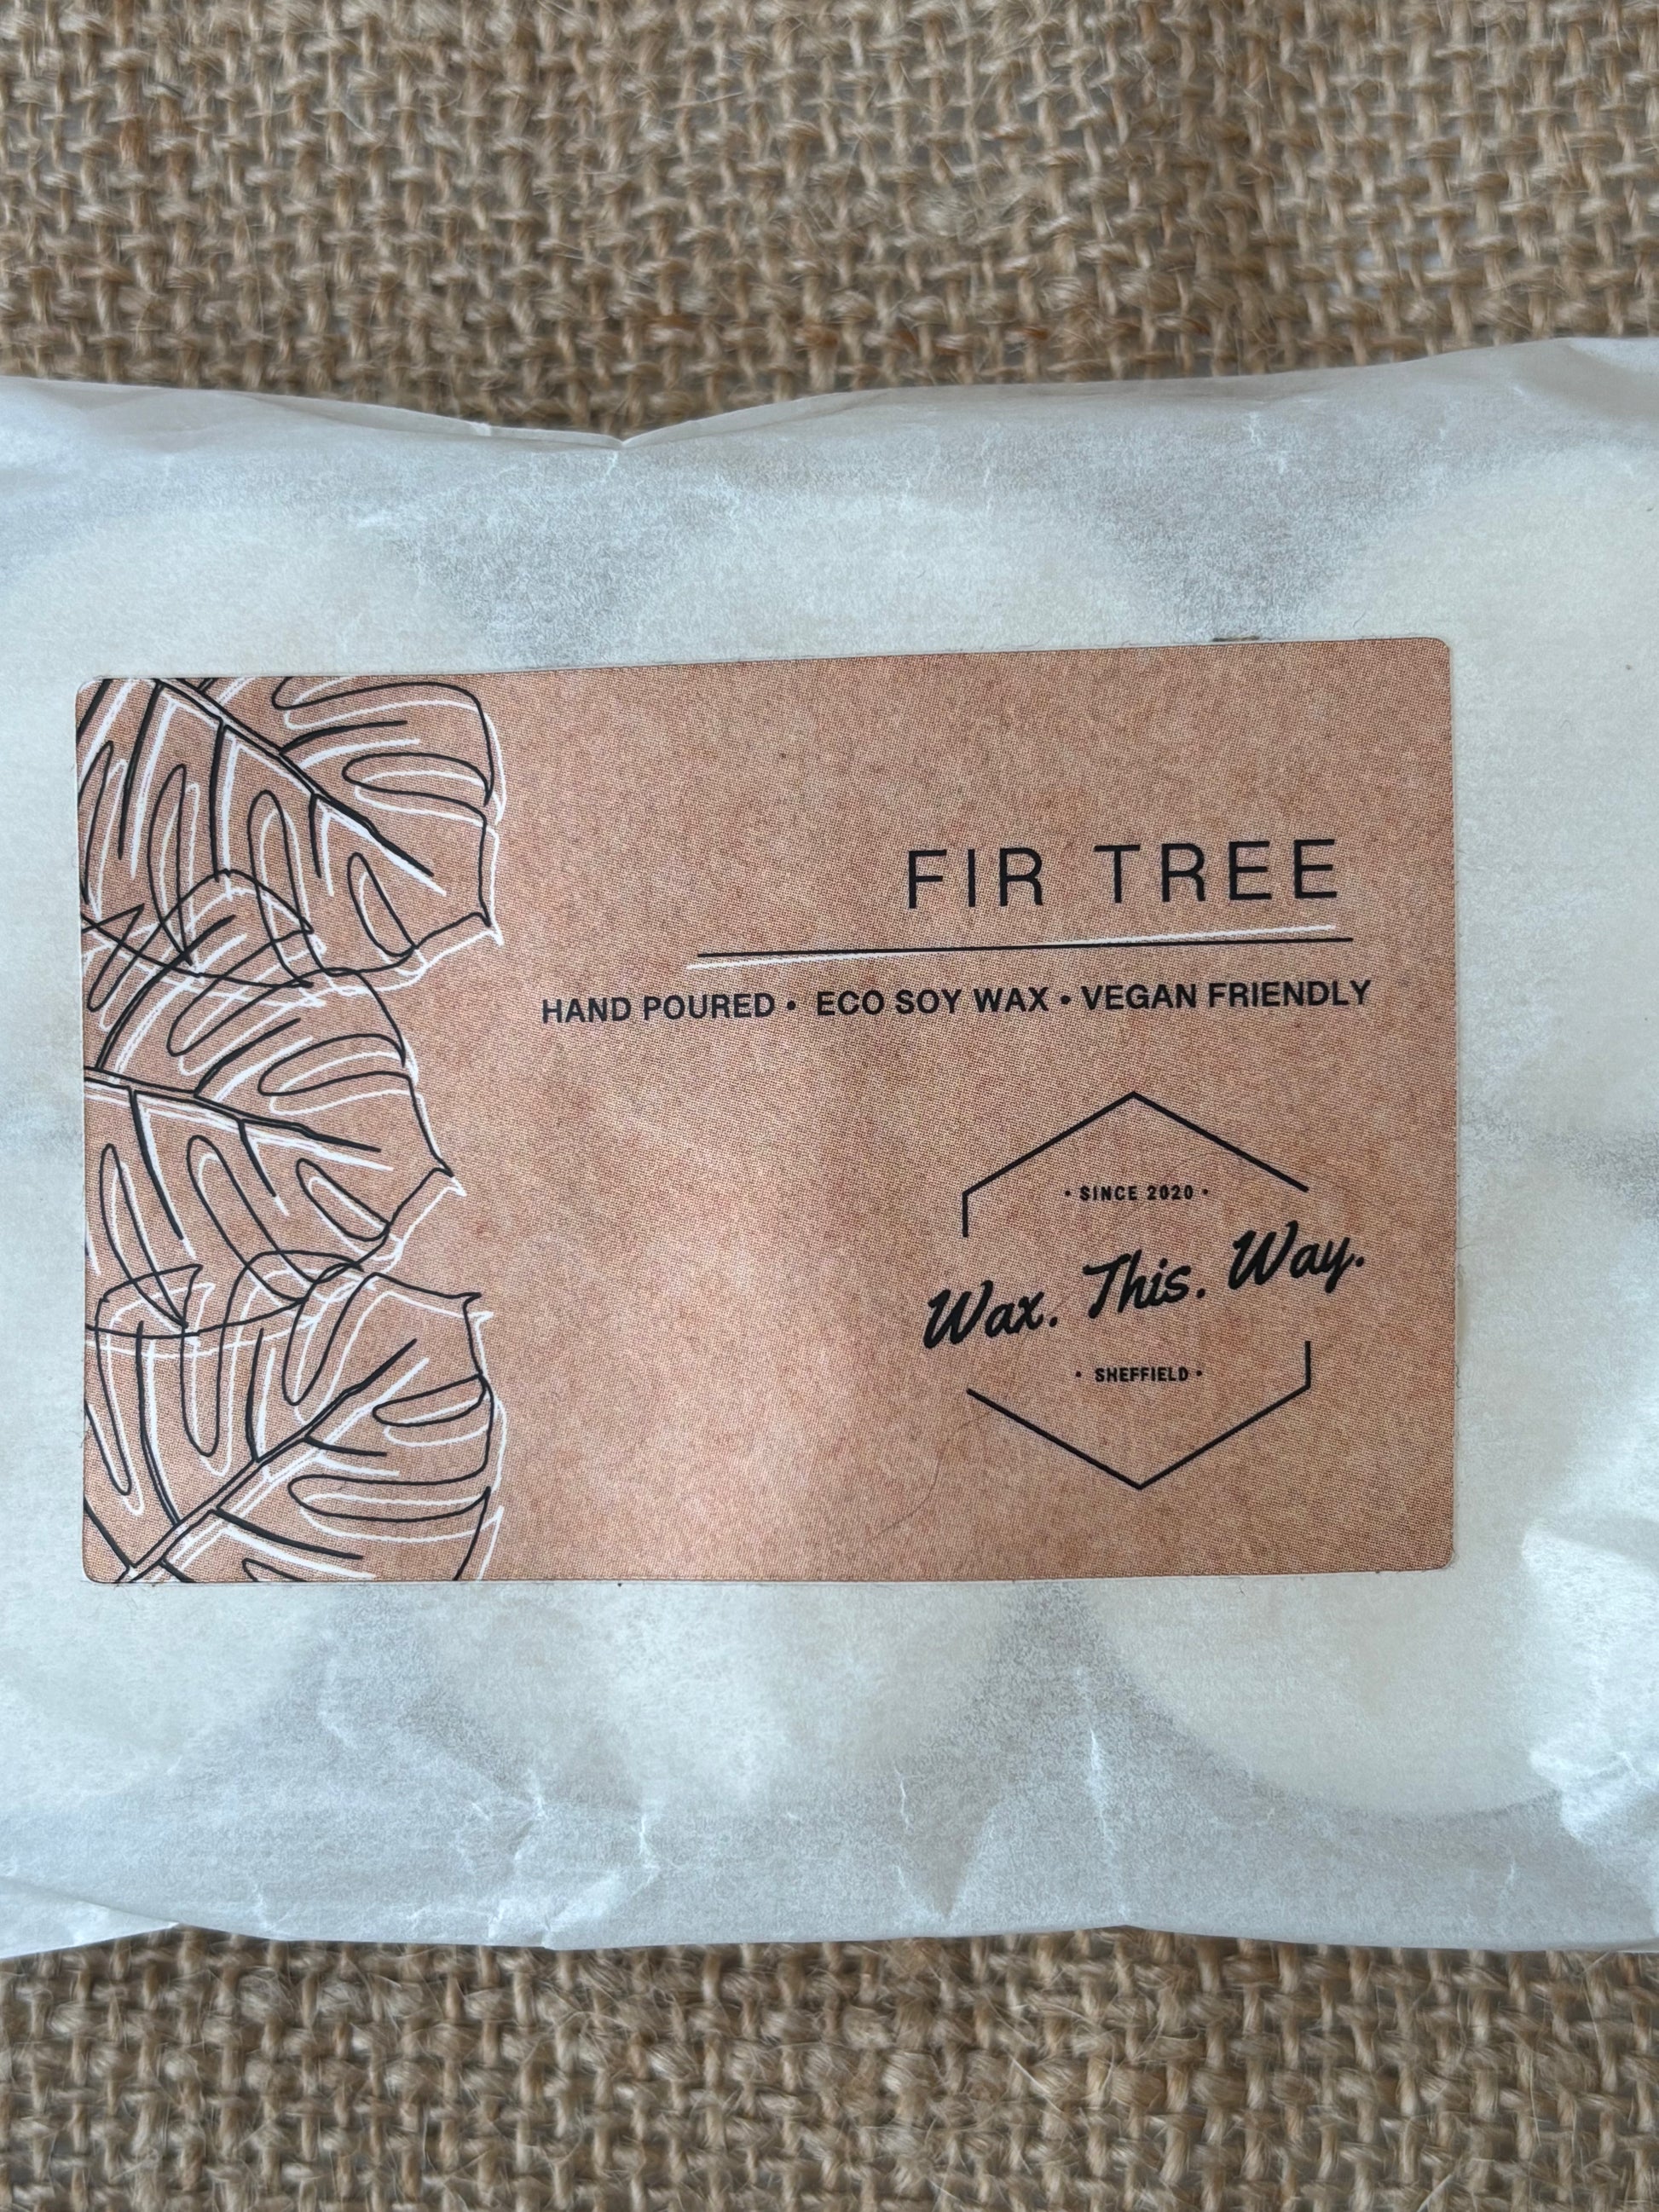 FIR TREE
HAND POURED • ECO SOY WAX • VEGAN FRIENDLY
• SINCE 2020 •
Wax. This. Way.
• SHEFFIELD •